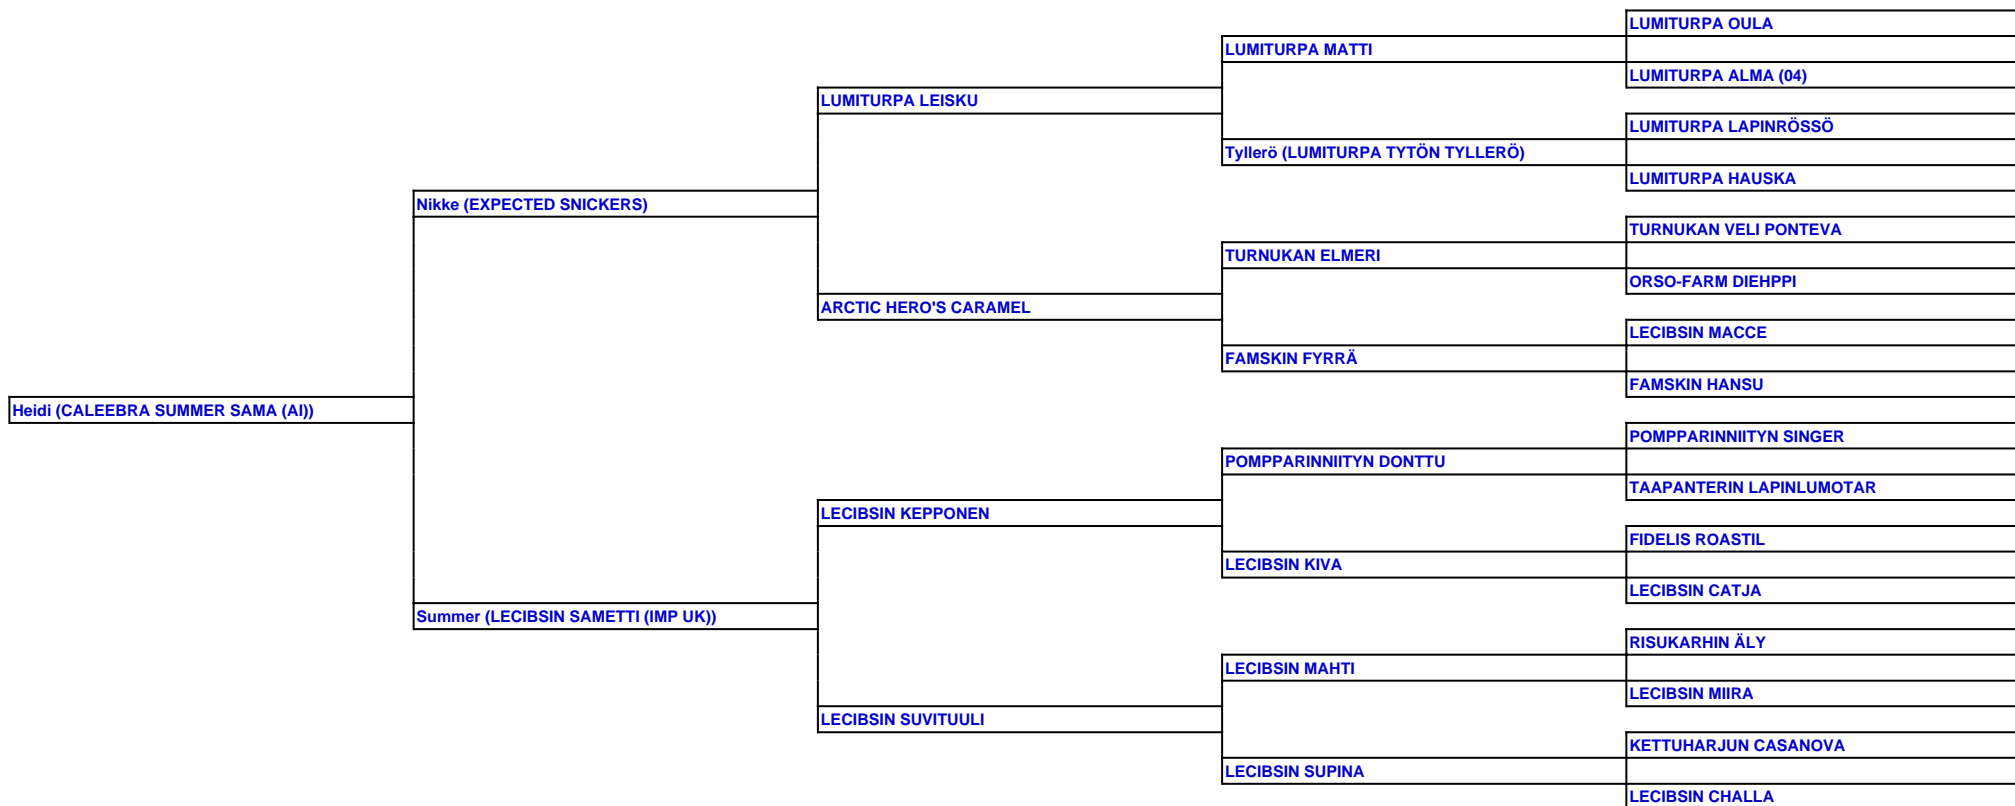 LUMITURPA OULA
LUMITURPA MATTI
LUMITURPA ALMA (04)
LUMITURPA LEISKU
LUMITURPA LAPINRÖSSÖ
Tyllerö (LUMITURPA TYTÖN TYLLERÖ)
LUMITURPA HAUSKA
Nikke (EXPECTED SNICKERS)
TURNUKAN VELI PONTEVA
TURNUKAN ELMERI
ORSO-FARM DIEHPPI
ARCTIC HERO'S CARAMEL
LECIBSIN MACCE
FAMSKIN FYRRÄ
FAMSKIN HANSU
Heidi (CALEEBRA SUMMER SAMA (AI))
POMPPARINNIITYN SINGER
POMPPARINNIITYN DONTTU
TAAPANTERIN LAPINLUMOTAR
LECIBSIN KEPPONEN
FIDELIS ROASTIL
LECIBSIN KIVA
LECIBSIN CATJA
Summer (LECIBSIN SAMETTI (IMP UK))
RISUKARHIN ÄLY
LECIBSIN MAHTI
LECIBSIN MIIRA
LECIBSIN SUVITUULI
KETTUHARJUN CASANOVA
LECIBSIN SUPINA
LECIBSIN CHALLA